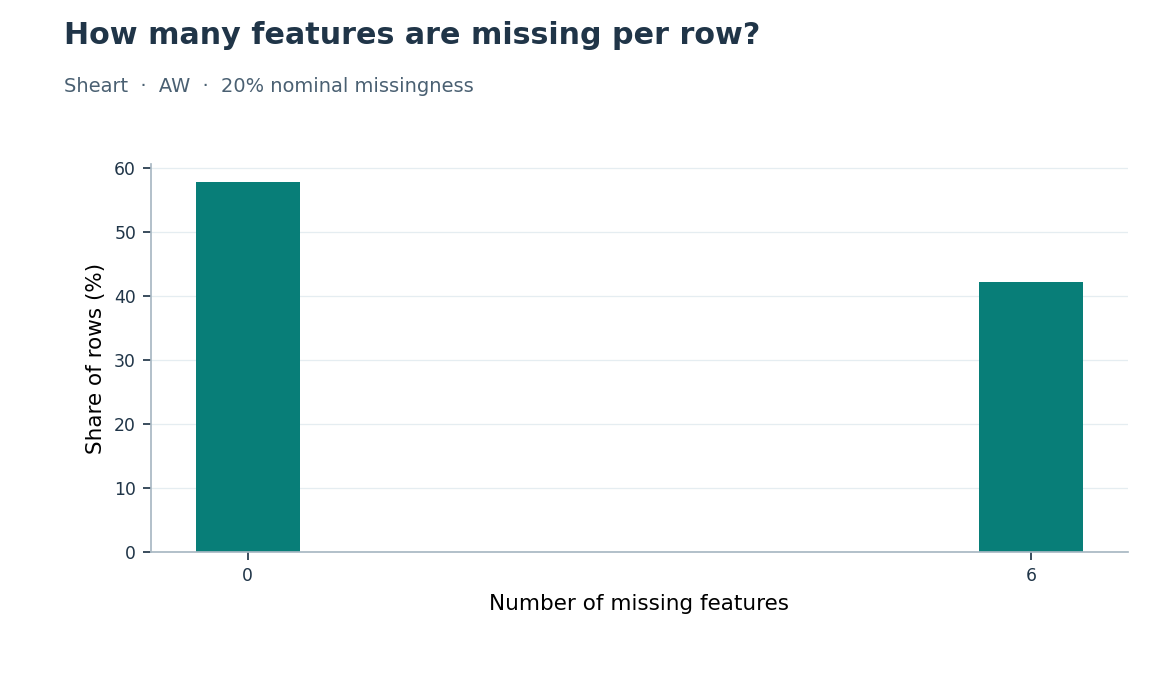 How many features are missing per row?
Sheart · AW · 20% nominal missingness
60
50
40
30
20
10
0
Share of rows (%)
0 6
Number of missing features